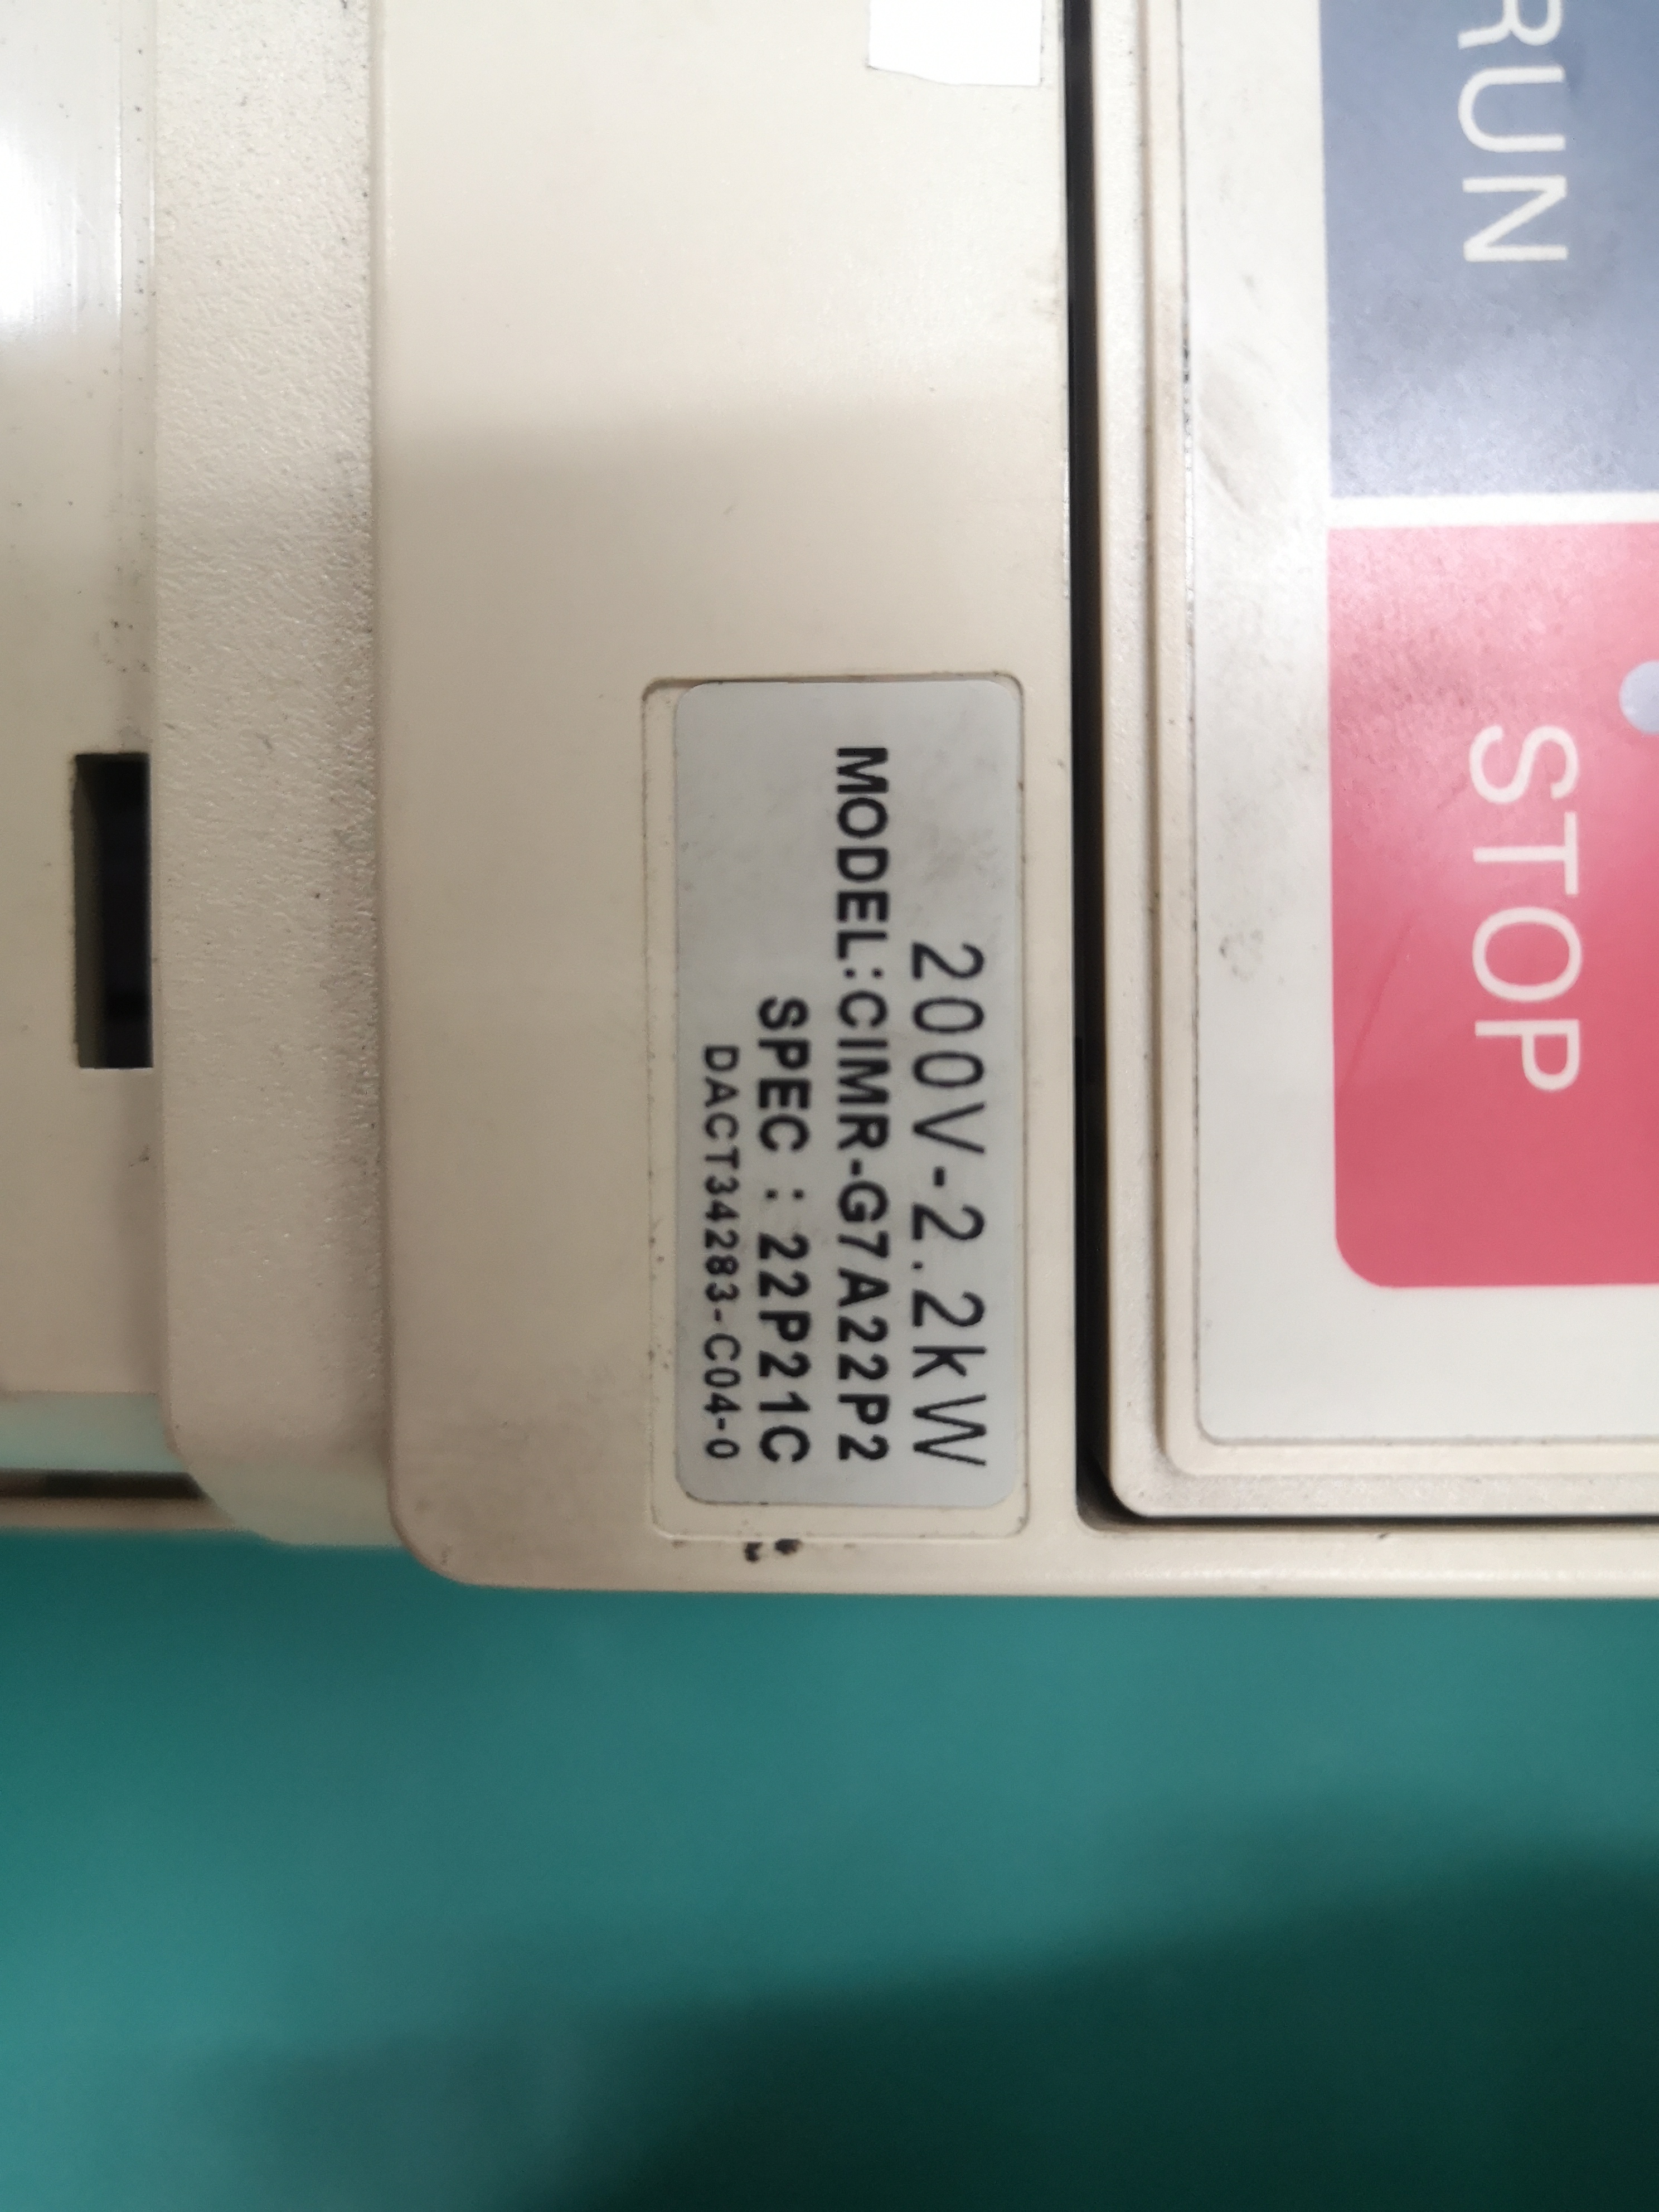 RUN
STOP
200V-2.2kW
MODEL:CIMR-G7A22P2
SPEC : 22P21C
DACT34283-C04-0